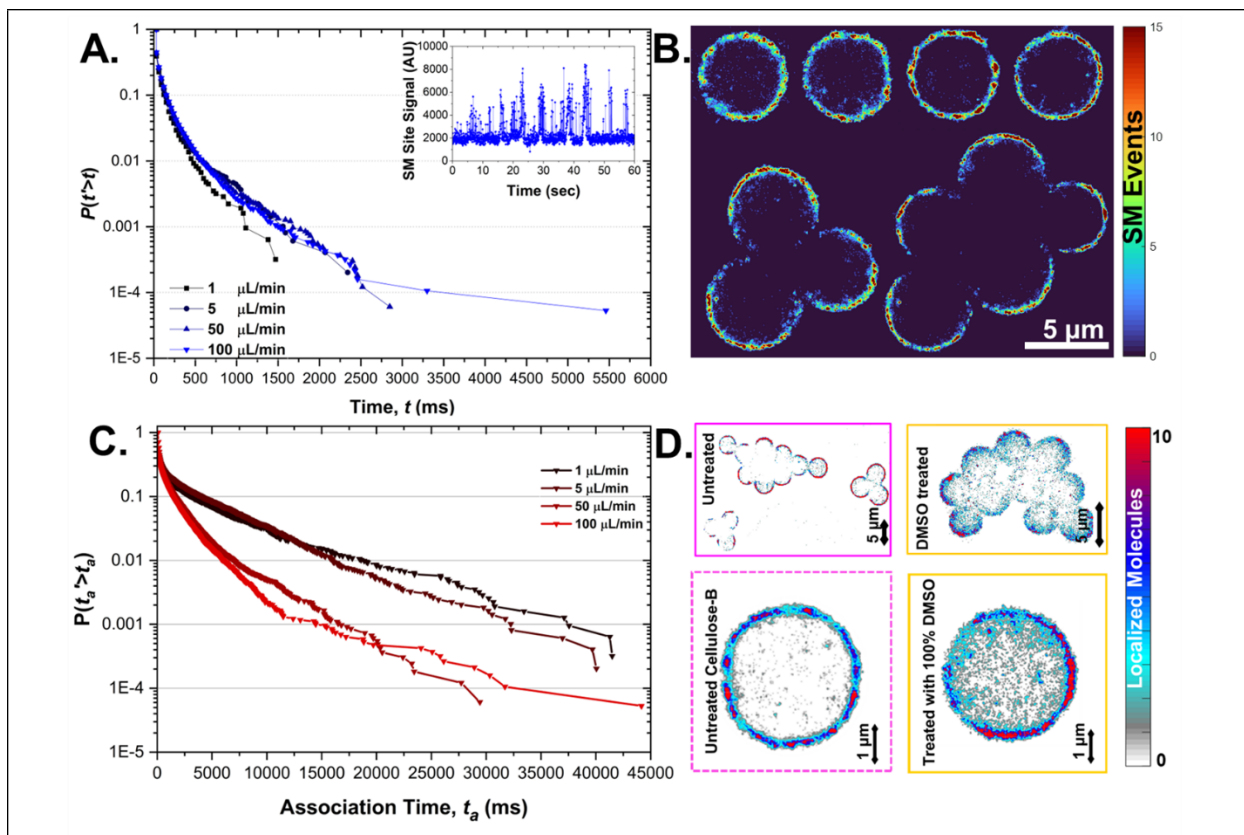 A.
P(t'>t)
1
0.1
0.01
0.001
1E-4
1E-5
0 500 1000 1500 2000 2500 3000 3500 4000 4500 5000 5500 6000
Time, t (ms)
1 μL/min
5 μL/min
50 μL/min
100 μL/min
SM Site Signal (AU)
10000
8000
6000
4000
2000
0
0 10 20 30 40 50 60
Time (sec)
B.
5 μm
SM Events
15
10
5
0
C.
P(ta'>ta)
1
0.1
0.01
0.001
1E-4
1E-5
0 5000 10000 15000 20000 25000 30000 35000 40000 45000
Association Time, ta (ms)
1 μL/min
5 μL/min
50 μL/min
100 μL/min
D.
Untreated
5 μm
DMSO treated
5 μm
Untreated Cellulose-B
1 μm
Treated with 100% DMSO
1 μm
10
Localized Molecules
0